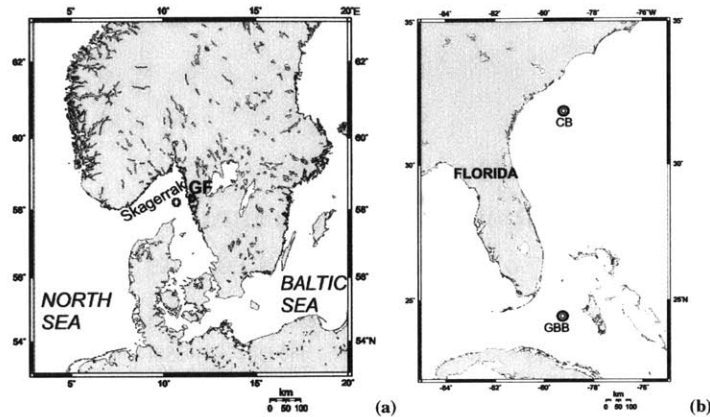 5° 10° 15° 20°E
62°
60°
58°
56°
54°
62°
60°
58°
56°
54°N
Skagerrak
GF
NORTH
SEA
BALTIC
SEA
5° 10° 15° 20°
km
0 50 100
(a)
-84° -82° -80° -78° -76°W
35°
30°
25°
35°
30°
25°N
CB
FLORIDA
GBB
-84° -82° -80° -78° -76°
km
0 50 100
(b)